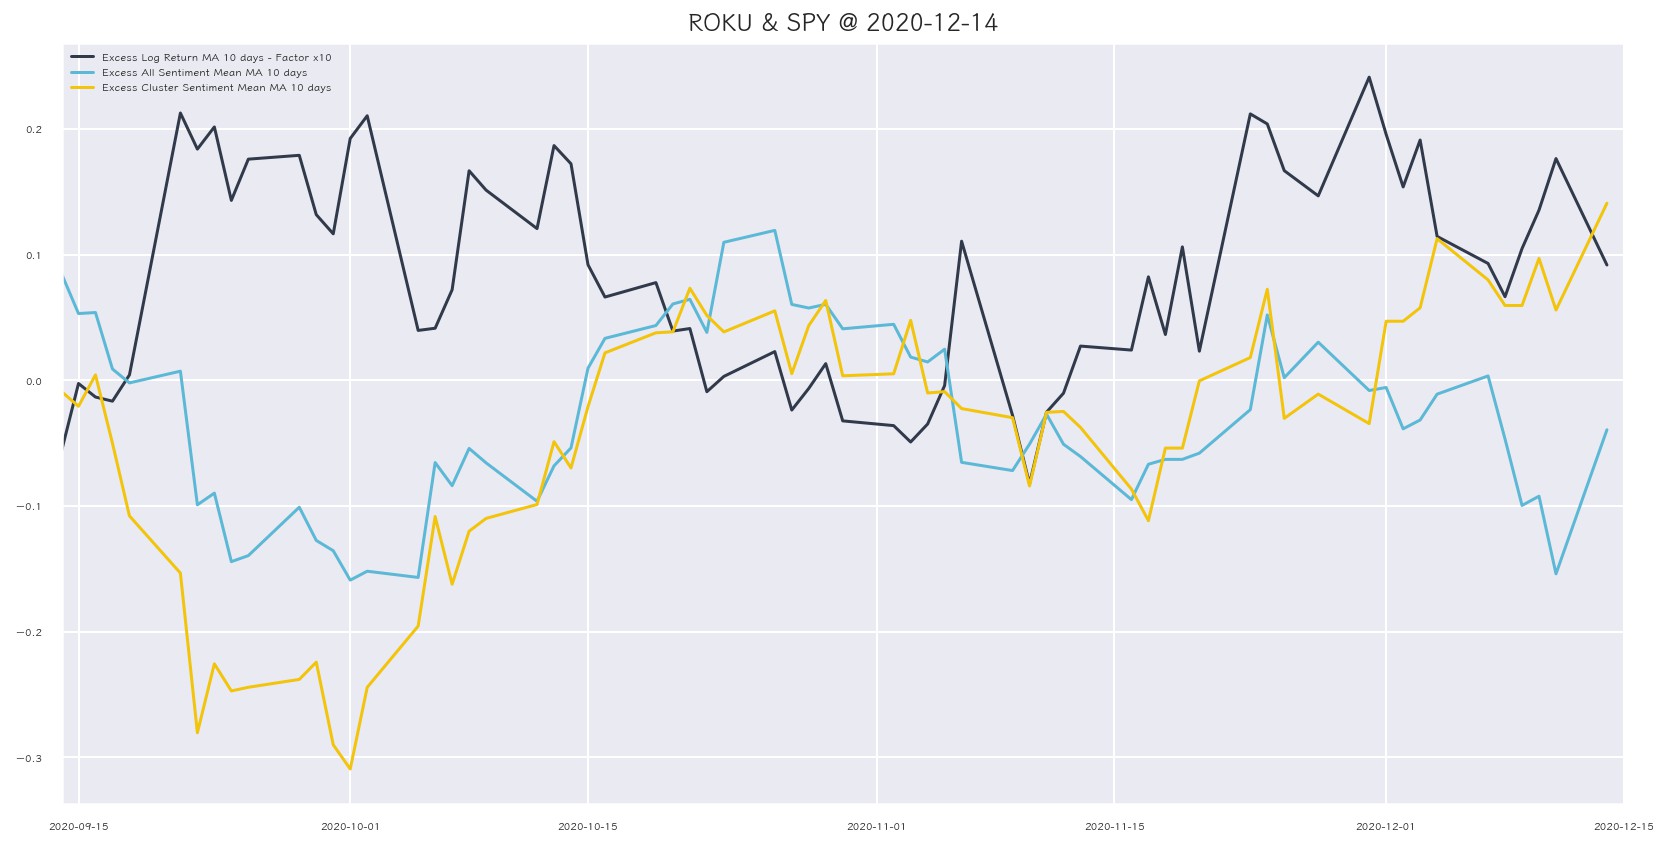 ROKU & SPY @ 2020-12-14
Excess Log Return MA 10 days - Factor x10
Excess All Sentiment Mean MA 10 days
Excess Cluster Sentiment Mean MA 10 days
0.2
0.1
0.0
−0.1
−0.2
−0.3
2020-09-15 2020-10-01 2020-10-15 2020-11-01 2020-11-15 2020-12-01 2020-12-15